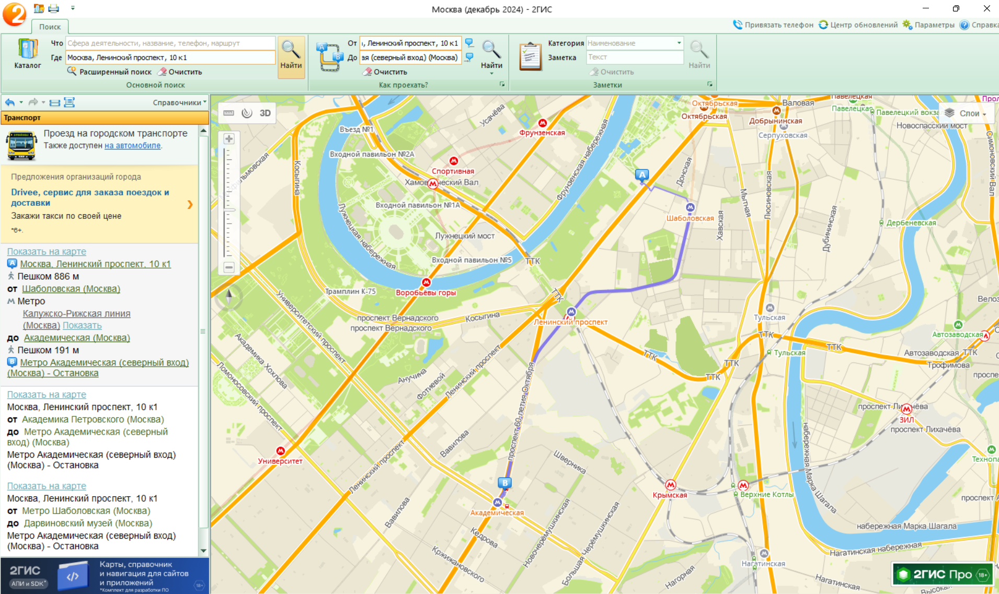 Москва (декабрь 2024) - 2ГИС
Поиск
Привязать телефон
Центр обновлений
Параметры
Справка
Каталог
Что
Сфера деятельности, название, телефон, маршрут
Где
Москва, Ленинский проспект, 10 к1
Расширенный поиск
Очистить
Найти
Основной поиск
От
, Ленинский проспект, 10 к1
До
ая (северный вход) (Москва)
Очистить
Найти
Как проехать?
Категория
Наименование
Заметка
Текст
Очистить
Найти
Заметки
Справочники
Транспорт
Проезд на городском транспорте
Также доступен на автомобиле.
Предложения организаций города
Drivee, сервис для заказа поездок и
доставки
Закажи такси по своей цене
*6+.
Показать на карте
A Москва, Ленинский проспект, 10 к1
Пешком 886 м
от Шаболовская (Москва)
Метро
Калужско-Рижская линия
(Москва) Показать
до Академическая (Москва)
Пешком 191 м
B Метро Академическая (северный вход)
(Москва) - Остановка
Показать на карте
Москва, Ленинский проспект, 10 к1
от Академика Петровского (Москва)
до Метро Академическая (северный
вход) (Москва)
Метро Академическая (северный вход)
(Москва) - Остановка
Показать на карте
Москва, Ленинский проспект, 10 к1
от Метро Шаболовская (Москва)
до Дарвиновский музей (Москва)
Метро Академическая (северный вход)
(Москва) - Остановка
2ГИС
АПИ и SDK*
Карты, справочник
и навигация для сайтов
и приложений
*Комплект для разработки ПО
18+
3D
Слои
Въезд №1
Усачёва
Фрунзенская
Октябрьская
Октябрьская
Добрынинская
Серпуховская
Валовая
Павелецкая
Павелецкая
Павелецкий вокза
Новоспасский мост
Симоновский Вал
Входной павильон №2А
Спортивная
Хамовнический Вал
Входной павильон №1А
Косыгина
Лужнецкая набережная
Фрунзенская набережная
Донская
A
Шаболовская
Мытная
Люсиновская
Хавская
Дубининская
Дербеневская
Лужнецкий мост
Входной павильон №5
ТТК
Трамплин К-75
Воробьёвы горы
ТТК
Университетский проспект
проспект Вернадского
проспект Вернадского
Косыгина
Ленинский проспект
Тульская
ТТК
Тульская
ТТК
Велоз
Автозаводская
Автозаводская
ТТК
Трофимова
Академика Хохлова
Ломоносовский проспект
Анучина
Фотиевой
Ленинский проспект
ТТК
ТТК
ТТК
проспект 60-летия Октября
проспект Лихачёва
ЗИЛ
проспект Лихачёва
Университет
Вавилова
Ленинский проспект
Шверника
B
Академическая
Крымская
Верхние Котлы
Технопа
набережная Марка Шагала
набережная Марка Шагала
Вавилова
Кедрова
Кржижановского
Новочерёмушкинская
Большая Черёмушкинская
Нагатинская набережная
Нагатинская
Нагорная
Нагатинская
2ГИС Про
18+